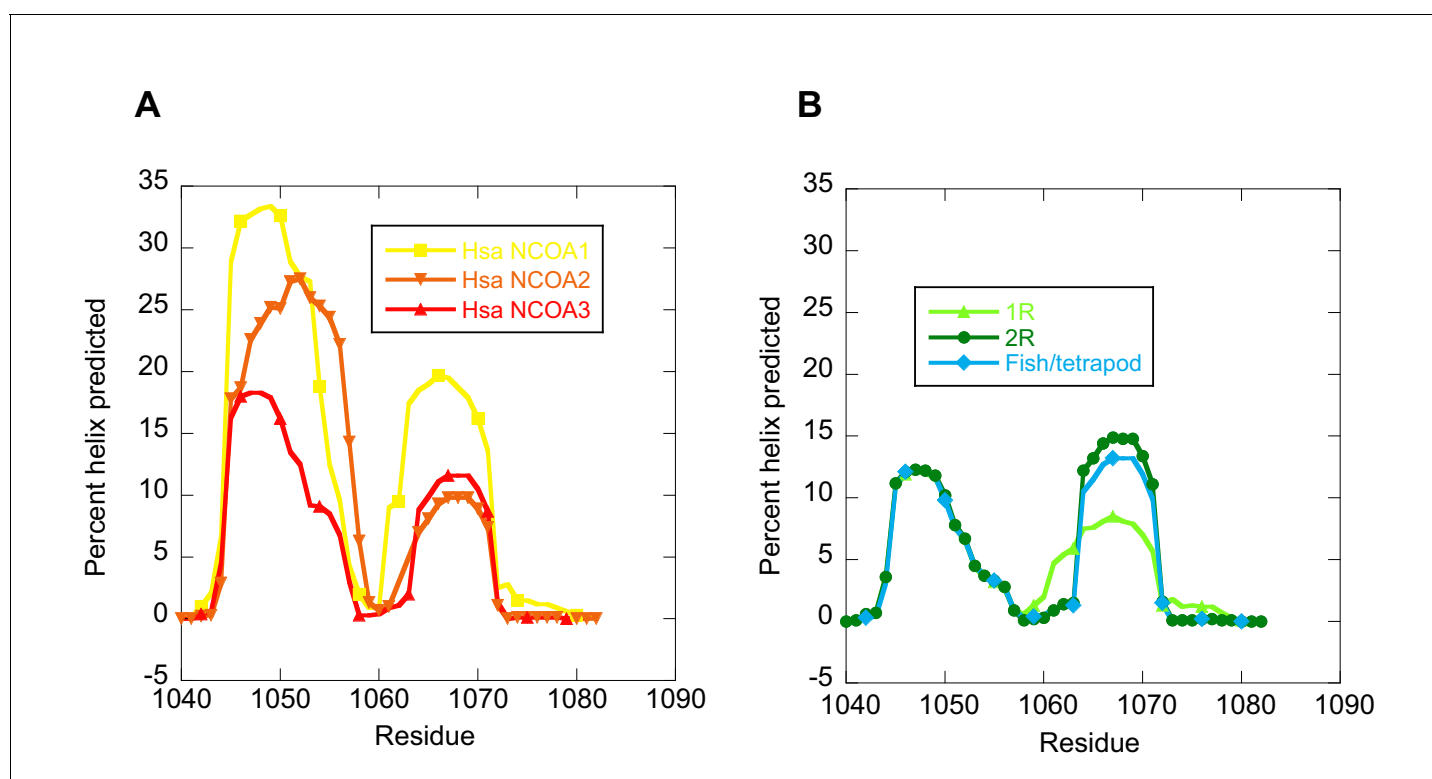 A
Percent helix predicted
35
30
25
20
15
10
5
0
-5
Hsa NCOA1
Hsa NCOA2
Hsa NCOA3
1040 1050 1060 1070 1080 1090
Residue
B
Percent helix predicted
35
30
25
20
15
10
5
0
-5
1R
2R
Fish/tetrapod
1040 1050 1060 1070 1080 1090
Residue